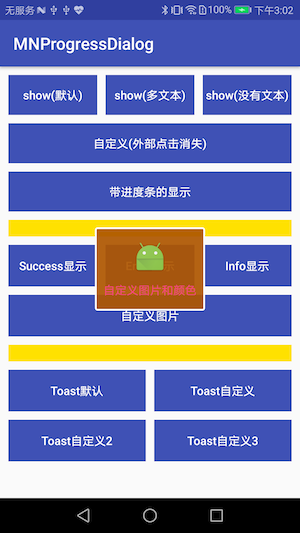 无服务 100% 下午3:02
MNProgressDialog
show(默认) show(多文本) show(没有文本)
自定义(外部点击消失)
带进度条的显示
Success显示 Info显示
自定义图片和颜色
自定义图片
Toast默认 Toast自定义
Toast自定义2 Toast自定义3